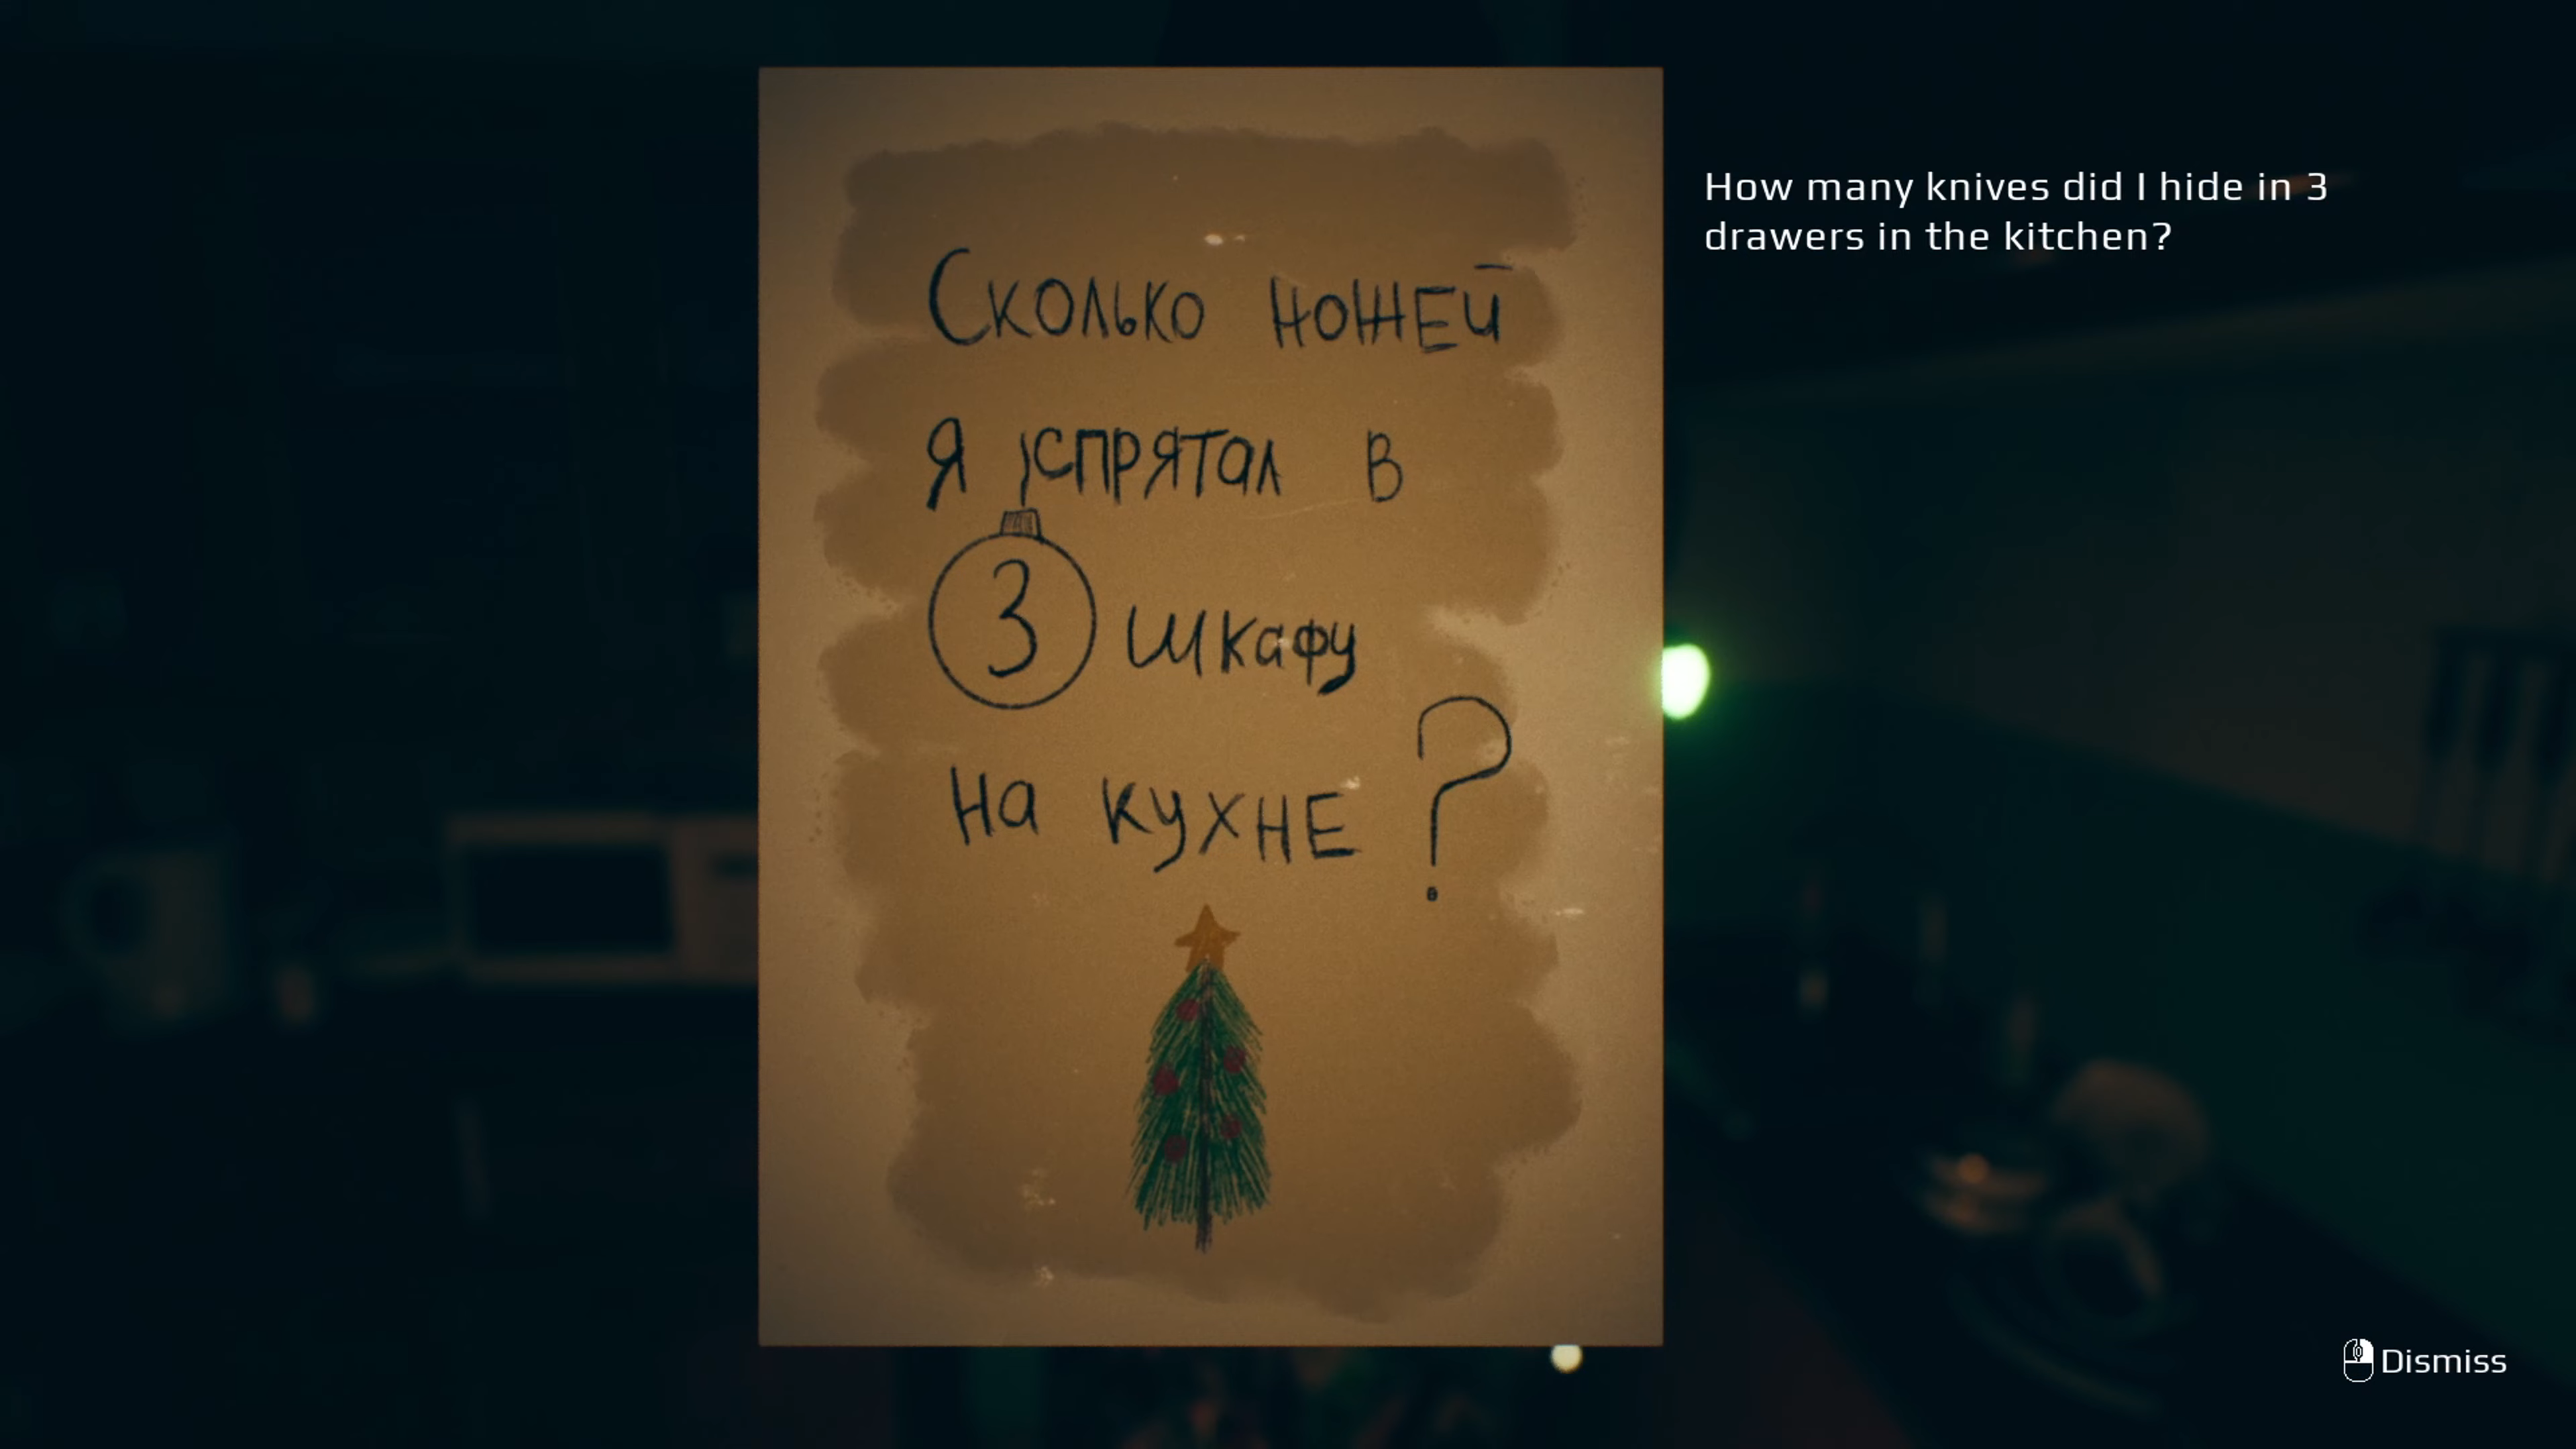 Сколько ножей
я спрятал в
3 шкафу
на кухне?
How many knives did I hide in 3
drawers in the kitchen?
Dismiss